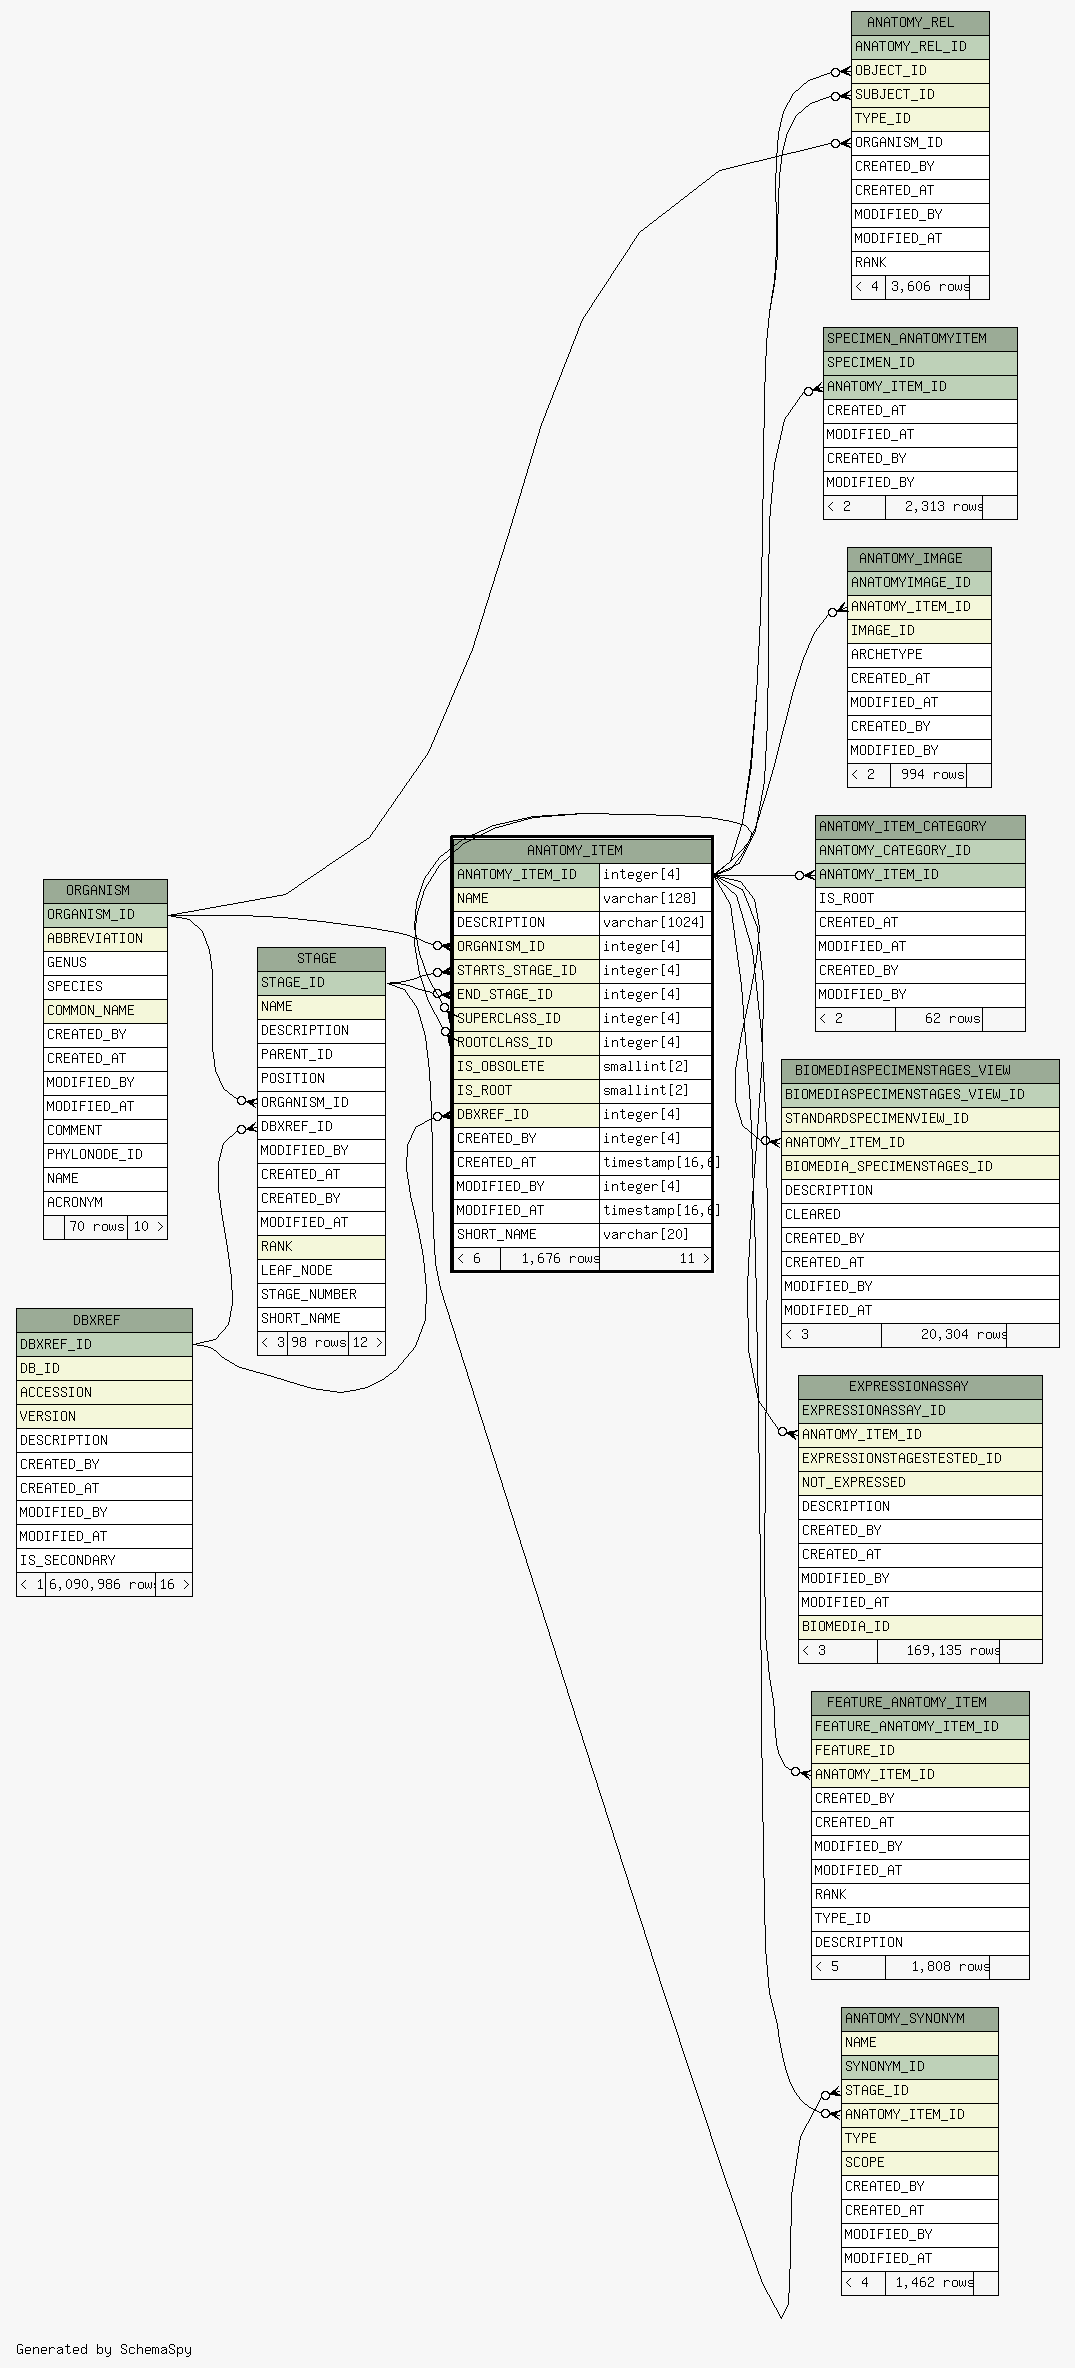 ANATOMY_REL
ANATOMY_REL_ID
OBJECT_ID
SUBJECT_ID
TYPE_ID
ORGANISM_ID
CREATED_BY
CREATED_AT
MODIFIED_BY
MODIFIED_AT
RANK
< 4 3,606 rows
SPECIMEN_ANATOMYITEM
SPECIMEN_ID
ANATOMY_ITEM_ID
CREATED_AT
MODIFIED_AT
CREATED_BY
MODIFIED_BY
< 2 2,313 rows
ANATOMY_IMAGE
ANATOMYIMAGE_ID
ANATOMY_ITEM_ID
IMAGE_ID
ARCHETYPE
CREATED_AT
MODIFIED_AT
CREATED_BY
MODIFIED_BY
< 2 994 rows
ANATOMY_ITEM_CATEGORY
ANATOMY_CATEGORY_ID
ANATOMY_ITEM_ID
IS_ROOT
CREATED_AT
MODIFIED_AT
CREATED_BY
MODIFIED_BY
< 2 62 rows
ANATOMY_ITEM
ANATOMY_ITEM_ID integer[4]
NAME varchar[128]
DESCRIPTION varchar[1024]
ORGANISM_ID integer[4]
STARTS_STAGE_ID integer[4]
END_STAGE_ID integer[4]
SUPERCLASS_ID integer[4]
ROOTCLASS_ID integer[4]
IS_OBSOLETE smallint[2]
IS_ROOT smallint[2]
DBXREF_ID integer[4]
CREATED_BY integer[4]
CREATED_AT timestamp[16,6]
MODIFIED_BY integer[4]
MODIFIED_AT timestamp[16,6]
SHORT_NAME varchar[20]
< 6 1,676 rows 11 >
ORGANISM
ORGANISM_ID
ABBREVIATION
GENUS
SPECIES
COMMON_NAME
CREATED_BY
CREATED_AT
MODIFIED_BY
MODIFIED_AT
COMMENT
PHYLONODE_ID
NAME
ACRONYM
70 rows 10 >
STAGE
STAGE_ID
NAME
DESCRIPTION
PARENT_ID
POSITION
ORGANISM_ID
DBXREF_ID
MODIFIED_BY
CREATED_AT
CREATED_BY
MODIFIED_AT
RANK
LEAF_NODE
STAGE_NUMBER
SHORT_NAME
< 3 98 rows 12 >
DBXREF
DBXREF_ID
DB_ID
ACCESSION
VERSION
DESCRIPTION
CREATED_BY
CREATED_AT
MODIFIED_BY
MODIFIED_AT
IS_SECONDARY
< 1 6,090,986 rows 16 >
BIOMEDIASPECIMENSTAGES_VIEW
BIOMEDIASPECIMENSTAGES_VIEW_ID
STANDARDSPECIMENVIEW_ID
ANATOMY_ITEM_ID
BIOMEDIA_SPECIMENSTAGES_ID
DESCRIPTION
CLEARED
CREATED_BY
CREATED_AT
MODIFIED_BY
MODIFIED_AT
< 3 20,304 rows
EXPRESSIONASSAY
EXPRESSIONASSAY_ID
ANATOMY_ITEM_ID
EXPRESSIONSTAGESTESTED_ID
NOT_EXPRESSED
DESCRIPTION
CREATED_BY
CREATED_AT
MODIFIED_BY
MODIFIED_AT
BIOMEDIA_ID
< 3 169,135 rows
FEATURE_ANATOMY_ITEM
FEATURE_ANATOMY_ITEM_ID
FEATURE_ID
ANATOMY_ITEM_ID
CREATED_BY
CREATED_AT
MODIFIED_BY
MODIFIED_AT
RANK
TYPE_ID
DESCRIPTION
< 5 1,808 rows
ANATOMY_SYNONYM
NAME
SYNONYM_ID
STAGE_ID
ANATOMY_ITEM_ID
TYPE
SCOPE
CREATED_BY
CREATED_AT
MODIFIED_BY
MODIFIED_AT
< 4 1,462 rows
Generated by SchemaSpy